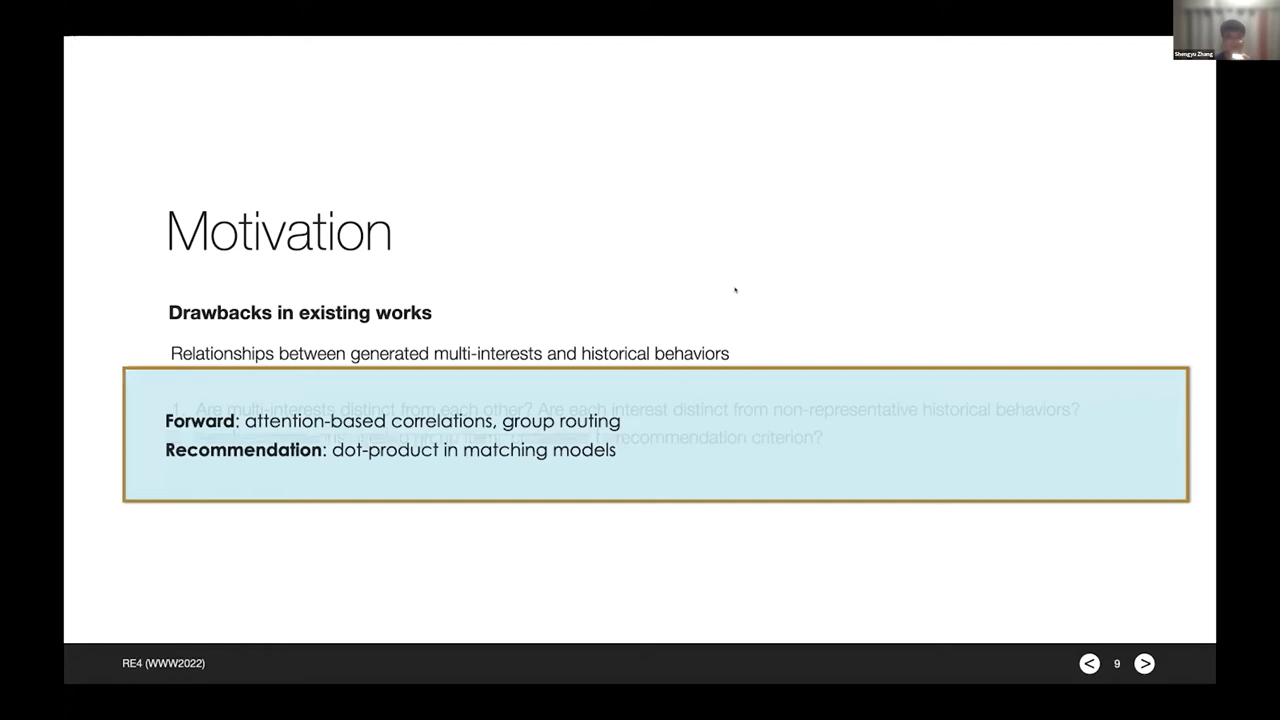 Shengyu Zhang
Motivation
Drawbacks in existing works
Relationships between generated multi-interests and historical behaviors
1. Are multi-interests distinct from each other? Are each interest distinct from non-representative historical behaviors?
Forward: attention-based correlations, group routing
recommendation criterion?
Recommendation: dot-product in matching models
RE4 (WWW2022)
< 9 >